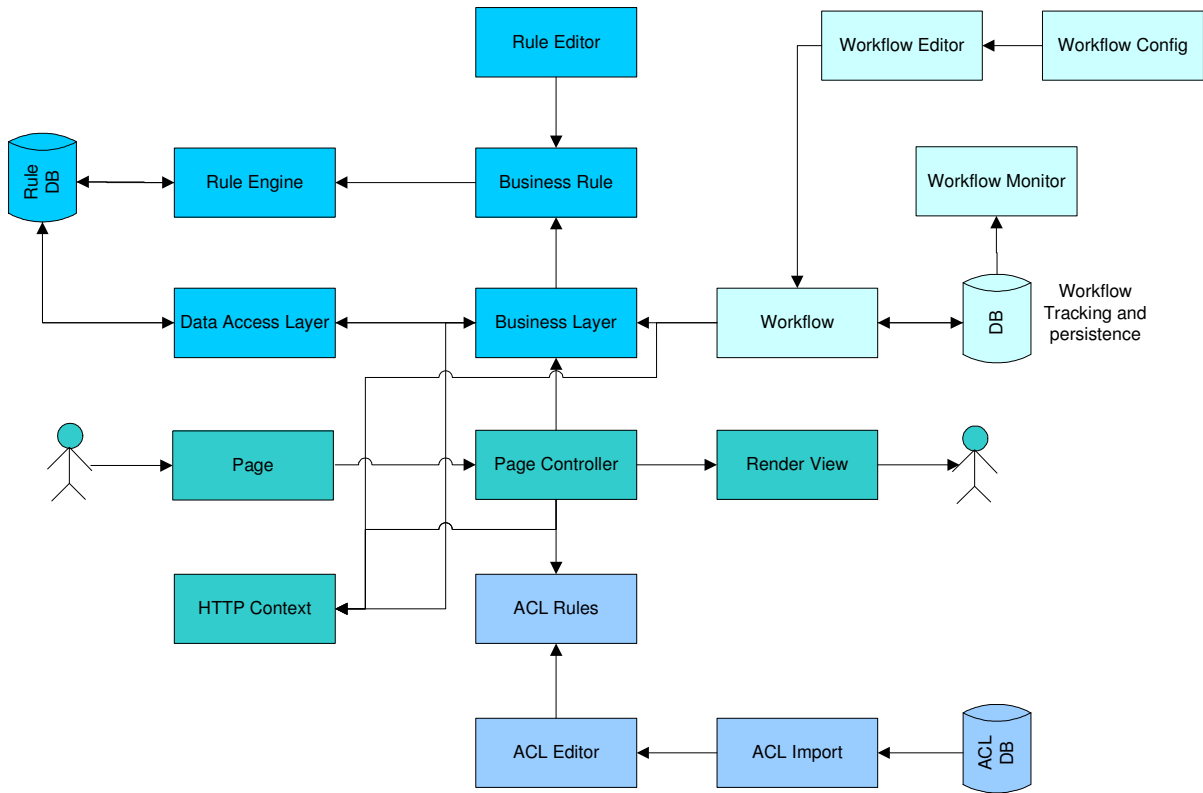 Rule Editor
Workflow Editor
Workflow Config
Rule
DB
Rule Engine
Business Rule
Workflow Monitor
Data Access Layer
Business Layer
Workflow
DB
Workflow
Tracking and
persistence
Page
Page Controller
Render View
HTTP Context
ACL Rules
ACL Editor
ACL Import
ACL
DB